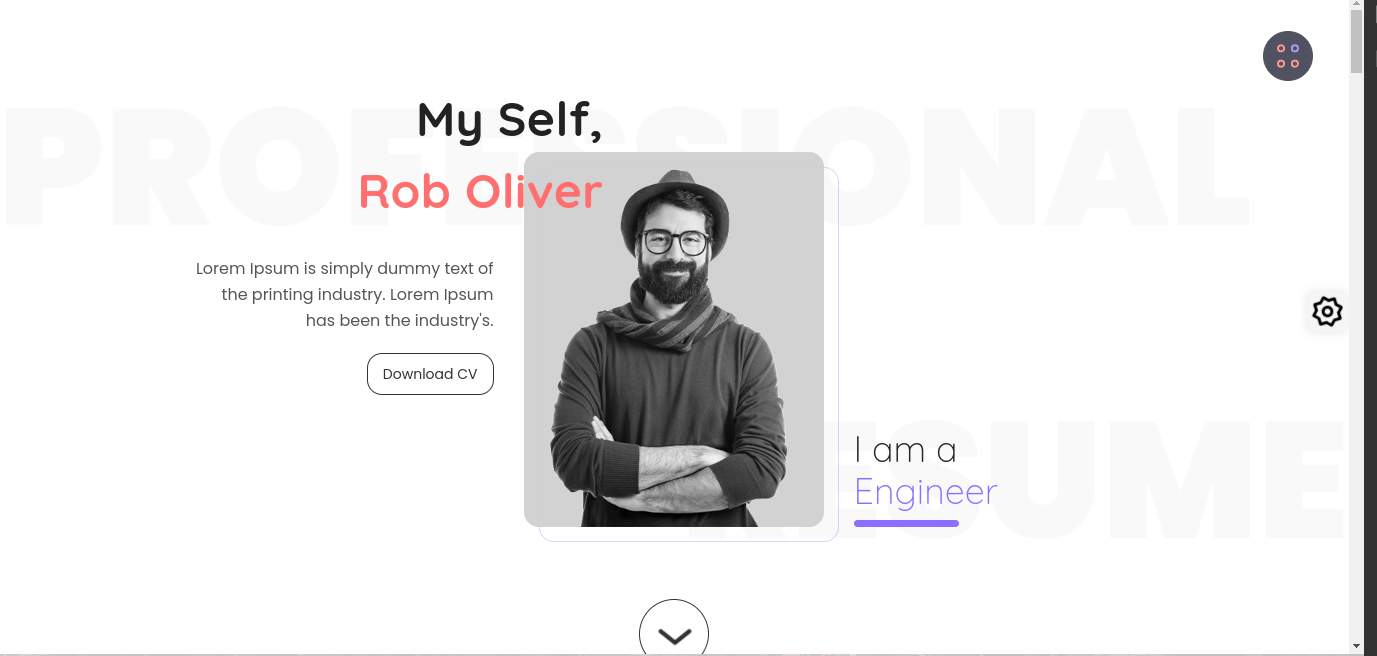 PROFESSIONAL
My Self,
Rob Oliver
Lorem Ipsum is simply dummy text of
the printing industry. Lorem Ipsum
has been the industry's.
Download CV
RESUME
I am a
Engineer